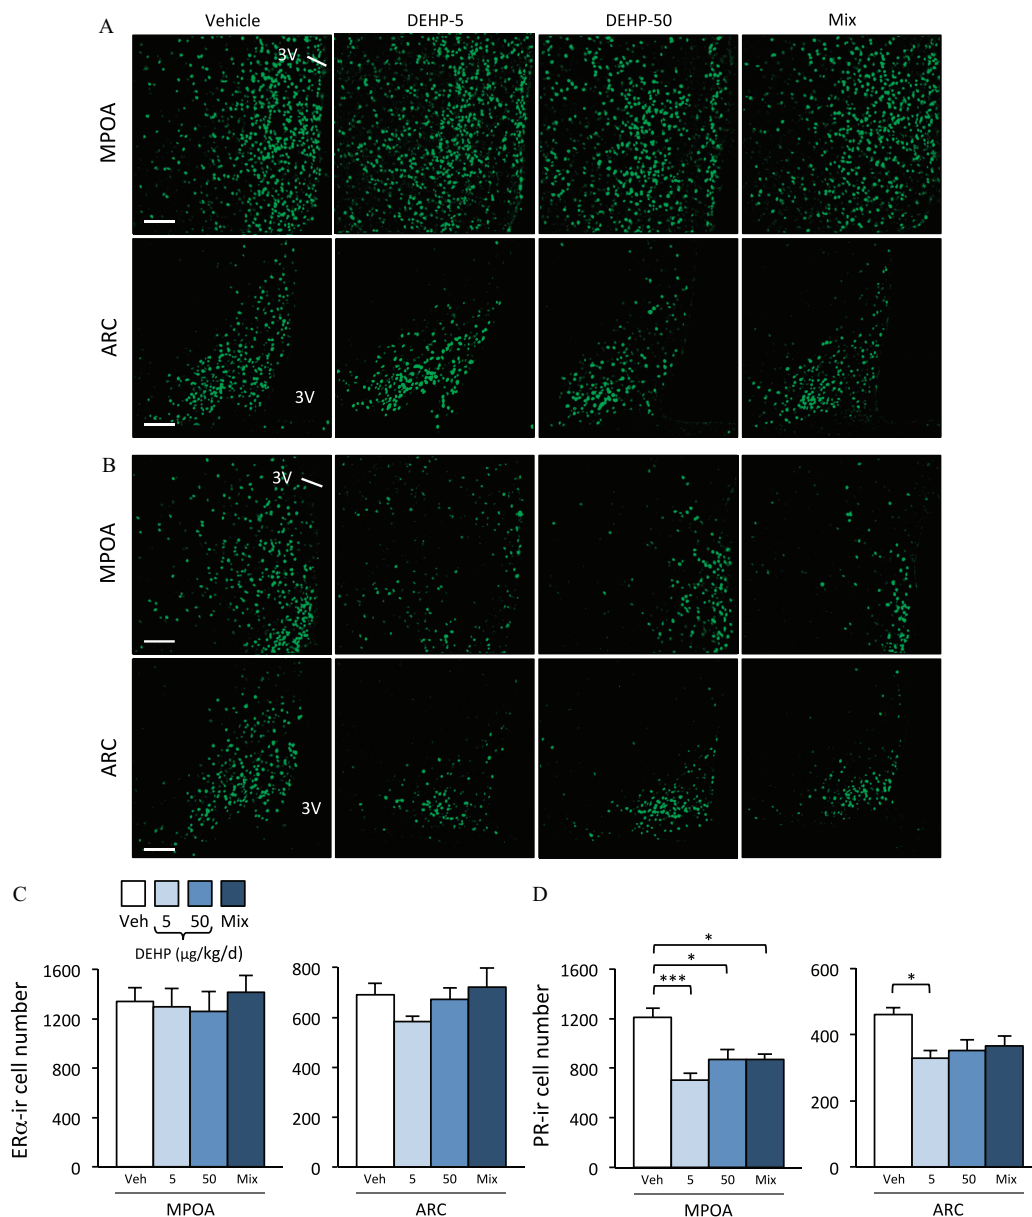 A
Vehicle DEHP-5 DEHP-50 Mix
MPOA
3V
ARC
3V
B
MPOA
3V
ARC
3V
C
Veh 5 50 Mix
DEHP (µg/kg/d)
ERα-ir cell number
1600
1200
800
400
0
Veh 5 50 Mix
MPOA
800
600
400
200
0
Veh 5 50 Mix
ARC
D
PR-ir cell number
1600
1200
800
400
0
*
*
***
Veh 5 50 Mix
MPOA
600
400
200
0
*
Veh 5 50 Mix
ARC